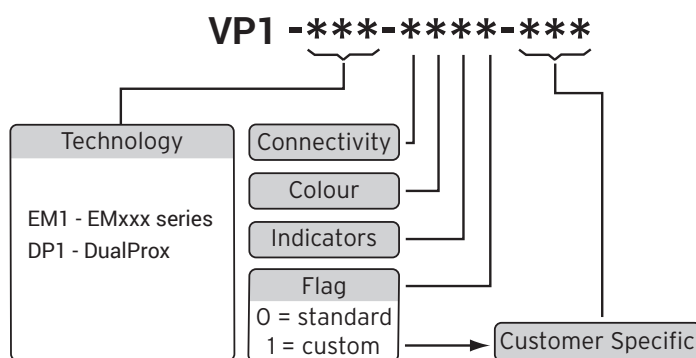 VP1 -***-****-***
Technology
EM1 - EMxxx series
DP1 - DualProx
Connectivity
Colour
Indicators
Flag
0 = standard
1 = custom
Customer Specific